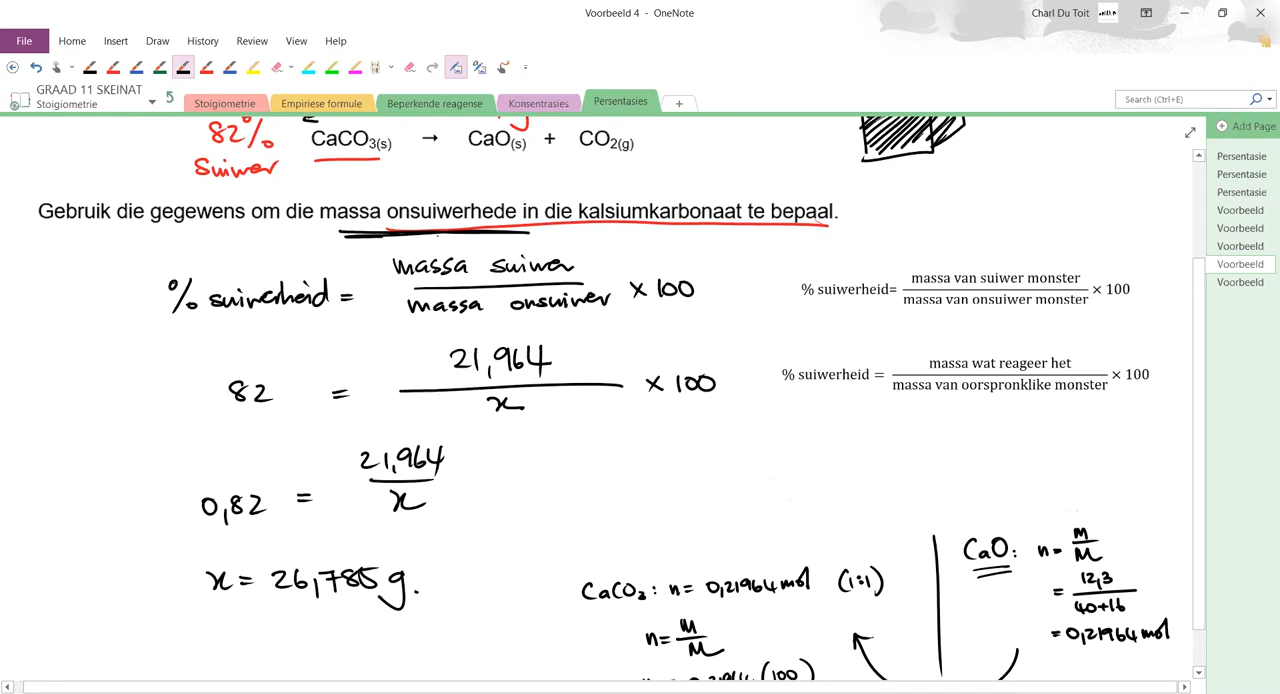 Voorbeeld 4 - OneNote
Charl Du Toit
File Home Insert Draw History Review View Help
GRAAD 11 SKEINAT
Stoigiometrie
Stoigiometrie Empiriese formule Beperkende reagense Konsentrasies Persentasies +
Search (Ctrl+E)
Add Page
Persentasie
Persentasie
Persentasie
Voorbeeld
Voorbeeld
Voorbeeld
Voorbeeld
Voorbeeld
82%
Suiwer
CaCO3(s) → CaO(s) + CO2(g)
Gebruik die gegewens om die massa onsuiwerhede in die kalsiumkarbonaat te bepaal.
% suiwerheid = massa suiwer / massa onsuiwer × 100
% suiwerheid= massa van suiwer monster / massa van onsuiwer monster × 100
82 = 21,964 / x × 100
% suiwerheid = massa wat reageer het / massa van oorspronklike monster × 100
0,82 = 21,964 / x
x = 26,785 g.
CaCO3 : n = 0,21964 mol (1:1)
n = m / M
CaO : n = m / M
= 12,3 / 40+16
= 0,21964 mol